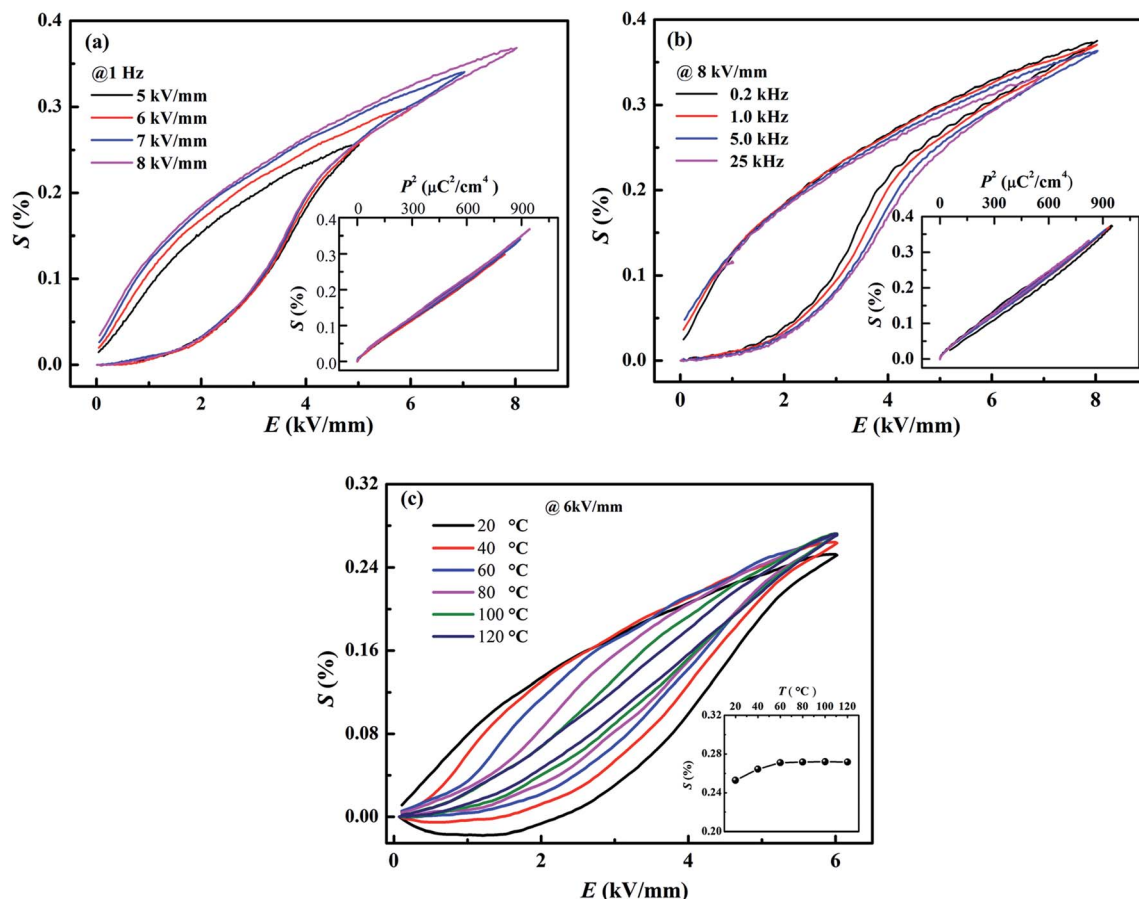 (a)
@1 Hz
5 kV/mm
6 kV/mm
7 kV/mm
8 kV/mm
0.4
0.3
0.2
0.1
0.0
S (%)
0 2 4 6 8
E (kV/mm)
P² (μC²/cm⁴)
0 300 600 900
0.4
0.3
0.2
0.1
0.0
S (%)
(b)
@ 8 kV/mm
0.2 kHz
1.0 kHz
5.0 kHz
25 kHz
0.4
0.3
0.2
0.1
0.0
S (%)
0 2 4 6 8
E (kV/mm)
P² (μC²/cm⁴)
0 300 600 900
0.4
0.3
0.2
0.1
0.0
S (%)
(c)
@ 6kV/mm
20 °C
40 °C
60 °C
80 °C
100 °C
120 °C
0.32
0.24
0.16
0.08
0.00
S (%)
0 2 4 6
E (kV/mm)
T ( °C)
20 40 60 80 100 120
0.32
0.28
0.24
0.20
S (%)